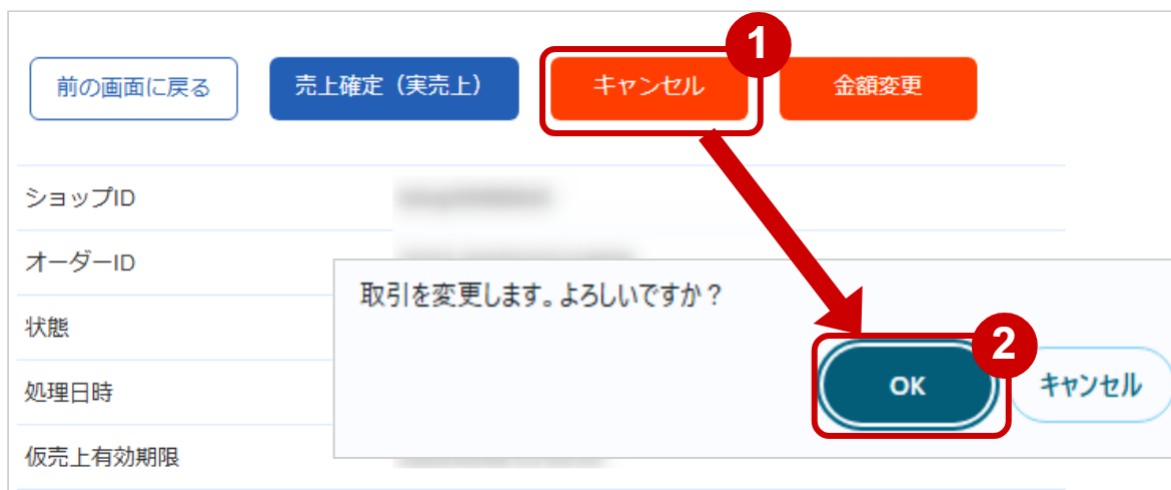 1
前の画面に戻る
売上確定（実売上）
キャンセル
金額変更
ショップID
オーダーID
取引を変更します。よろしいですか？
状態
2
OK
キャンセル
処理日時
仮売上有効期限